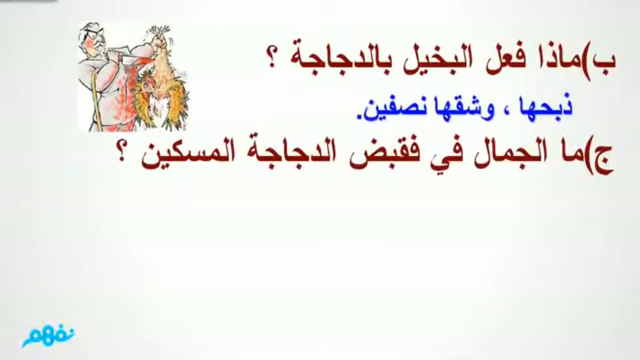 ب)ماذا فعل البخيل بالدجاجة ؟
ذبحها ، وشقها نصفين.
ج)ما الجمال في فقبض الدجاجة المسكين ؟
نفهم